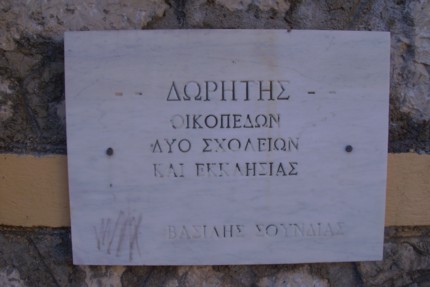 -- ΔΩΡΗΤΗΣ --
ΟΙΚΟΠΕΔΩΝ
ΔΥΟ ΣΧΟΛΕΙΩΝ
ΚΑΙ ΕΚΚΛΗΣΙΑΣ
ΒΑΣΙΛΗΣ ΣΟΥΝΔΙΑΣ